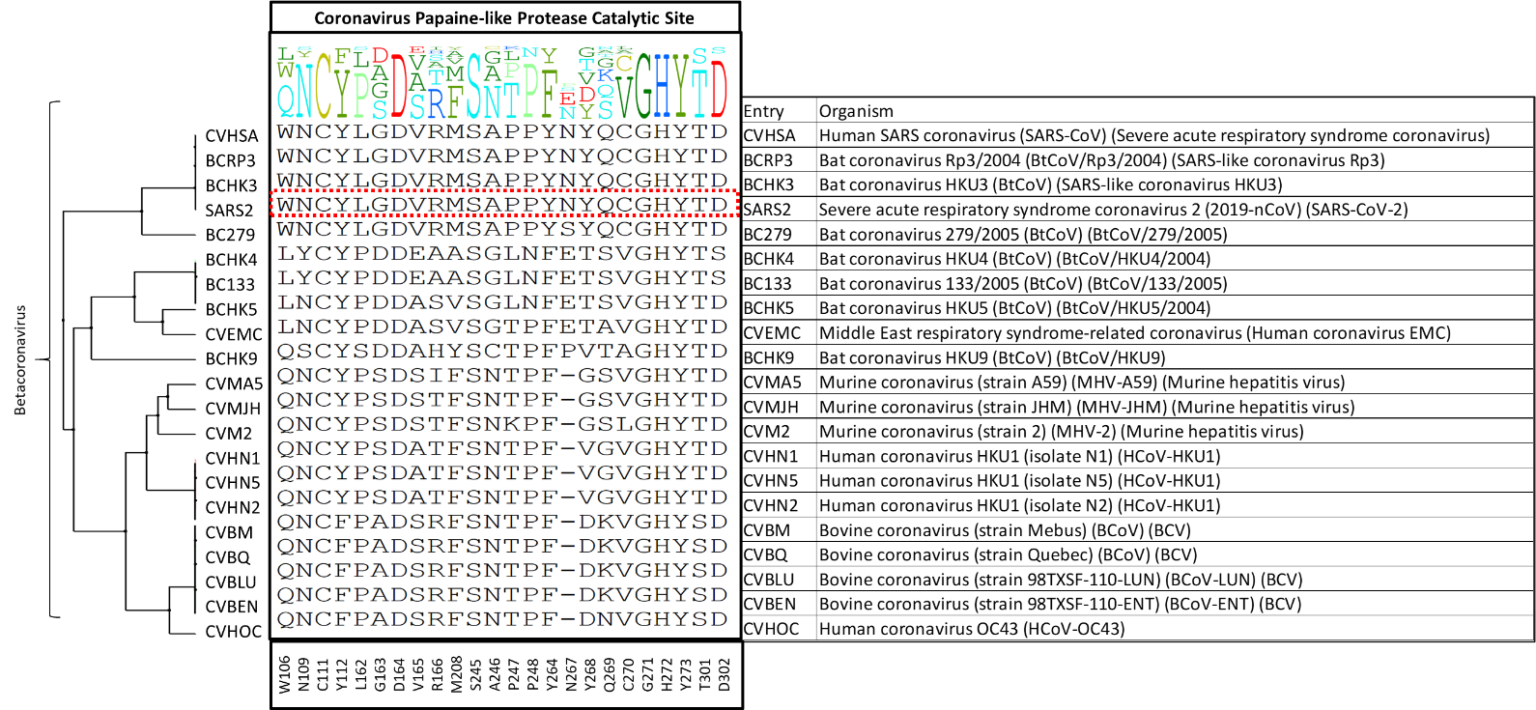 Coronavirus Papaine-like Protease Catalytic Site
Entry Organism
CVHSA WNCYLGDVRMSAPPYNYQCGHYTD CVHSA Human SARS coronavirus (SARS-CoV) (Severe acute respiratory syndrome coronavirus)
BCRP3 WNCYLGDVRMSAPPYNYQCGHYTD BCRP3 Bat coronavirus Rp3/2004 (BtCoV/Rp3/2004) (SARS-like coronavirus Rp3)
BCHK3 WNCYLGDVRMSAPPYNYQCGHYTD BCHK3 Bat coronavirus HKU3 (BtCoV) (SARS-like coronavirus HKU3)
SARS2 WNCYLGDVRMSAPPYNYQCGHYTD SARS2 Severe acute respiratory syndrome coronavirus 2 (2019-nCoV) (SARS-CoV-2)
BC279 WNCYLGDVRMSAPPYSYQCGHYTD BC279 Bat coronavirus 279/2005 (BtCoV) (BtCoV/279/2005)
BCHK4 LYCYPDDEAASGLNFETSVGHYTS BCHK4 Bat coronavirus HKU4 (BtCoV) (BtCoV/HKU4/2004)
BC133 LYCYPDDEAASGLNFETSVGHYTS BC133 Bat coronavirus 133/2005 (BtCoV) (BtCoV/133/2005)
BCHK5 LNCYPDDASVSGLNFETSVGHYTD BCHK5 Bat coronavirus HKU5 (BtCoV) (BtCoV/HKU5/2004)
CVEMC LNCYPDDASVSGTPFETAVGHYTD CVEMC Middle East respiratory syndrome-related coronavirus (Human coronavirus EMC)
BCHK9 QSCYSDDAHYSCTPFPVTAGHYTD BCHK9 Bat coronavirus HKU9 (BtCoV) (BtCoV/HKU9)
CVMA5 QNCYPSDSIFSNTPF-GSVGHYTD CVMA5 Murine coronavirus (strain A59) (MHV-A59) (Murine hepatitis virus)
CVMJH QNCYPSDSTFSNTPF-GSVGHYTD CVMJH Murine coronavirus (strain JHM) (MHV-JHM) (Murine hepatitis virus)
CVM2 QNCYPSDSTFSNKPF-GSLGHYTD CVM2 Murine coronavirus (strain 2) (MHV-2) (Murine hepatitis virus)
CVHN1 QNCYPSDATFSNTPF-VGVGHYTD CVHN1 Human coronavirus HKU1 (isolate N1) (HCoV-HKU1)
CVHN5 QNCYPSDATFSNTPF-VGVGHYTD CVHN5 Human coronavirus HKU1 (isolate N5) (HCoV-HKU1)
CVHN2 QNCYPSDATFSNTPF-VGVGHYTD CVHN2 Human coronavirus HKU1 (isolate N2) (HCoV-HKU1)
CVBM QNCFPADSRFSNTPF-DKVGHYSD CVBM Bovine coronavirus (strain Mebus) (BCoV) (BCV)
CVBQ QNCFPADSRFSNTPF-DKVGHYSD CVBQ Bovine coronavirus (strain Quebec) (BCoV) (BCV)
CVBLU QNCFPADSRFSNTPF-DKVGHYSD CVBLU Bovine coronavirus (strain 98TXSF-110-LUN) (BCoV-LUN) (BCV)
CVBEN QNCFPADSRFSNTPF-DKVGHYSD CVBEN Bovine coronavirus (strain 98TXSF-110-ENT) (BCoV-ENT) (BCV)
CVHOC QNCFPADSRFSNTPF-DNVGHYSD CVHOC Human coronavirus OC43 (HCoV-OC43)
Betacoronavirus
W106 N109 C111 Y112 L162 G163 D164 V165 R166 M208 S245 A246 P247 P248 Y264 N267 Y268 Q269 C270 G271 H272 Y273 T301 D302